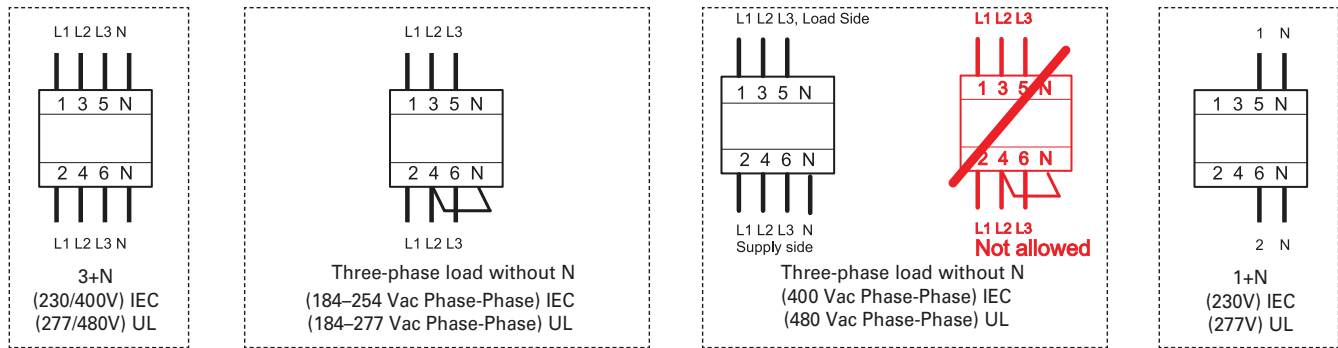 L1 L2 L3 N
1 3 5 N
2 4 6 N
L1 L2 L3 N
3+N
(230/400V) IEC
(277/480V) UL
L1 L2 L3
1 3 5 N
2 4 6 N
L1 L2 L3
Three-phase load without N
(184–254 Vac Phase-Phase) IEC
(184–277 Vac Phase-Phase) UL
L1 L2 L3, Load Side
1 3 5 N
2 4 6 N
L1 L2 L3 N
Supply side
L1 L2 L3
1 3 5 N
2 4 6 N
L1 L2 L3
Not allowed
Three-phase load without N
(400 Vac Phase-Phase) IEC
(480 Vac Phase-Phase) UL
1 N
1 3 5 N
2 4 6 N
2 N
1+N
(230V) IEC
(277V) UL